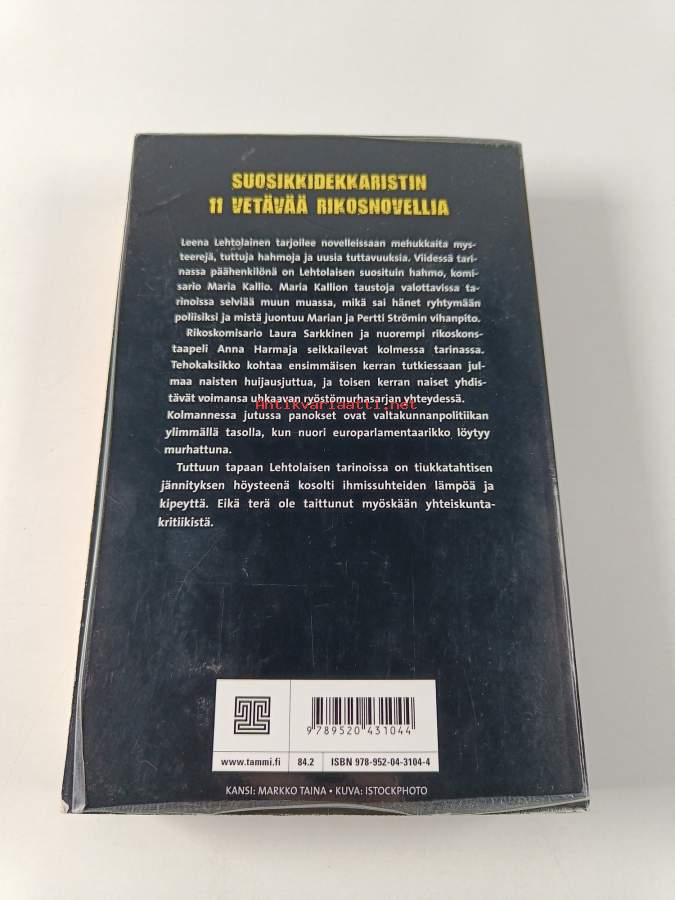 SUOSIKKIDEKKARISTIN
11 VETÄVÄÄ RIKOSNOVELLIA
Leena Lehtolainen tarjoilee novelleissaan mehukkaita mys-
teerejä, tuttuja hahmoja ja uusia tuttavuuksia. Viidessä tari-
nassa päähenkilönä on Lehtolaisen suosituin hahmo, komi-
sario Maria Kallio. Maria Kallion taustoja valottavissa ta-
rinoissa selviää muun muassa, mikä sai hänet ryhtymään
poliisiksi ja mistä juontuu Marian ja Pertti Strömin vihanpito.
Rikoskomisario Laura Sarkkinen ja nuorempi rikoskons-
taapeli Anna Harmaja seikkailevat kolmessa tarinassa.
Tehokaksikko kohtaa ensimmäisen kerran tutkiessaan jul-
maa naisten huijausjuttua, ja toisen kerran naiset yhdis-
tävät voimansa uhkaavan ryöstömurhasarjan yhteydessä.
Antikvariaatti.net
Kolmannessa jutussa panokset ovat valtakunnanpolitiikan
ylimmällä tasolla, kun nuori europarlamentaarikko löytyy
murhattuna.
Tuttuun tapaan Lehtolaisen tarinoissa on tiukkatahtisen
jännityksen höysteenä kosolti ihmissuhteiden lämpöä ja
kipeyttä. Eikä terä ole taittunut myöskään yhteiskunta-
kritiikistä.
9 789520 431044
www.tammi.fi
84.2
ISBN 978-952-04-3104-4
KANSI: MARKKO TAINA • KUVA: ISTOCKPHOTO